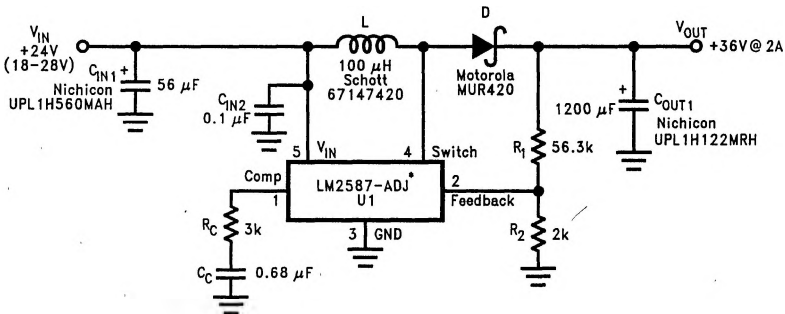 V_IN
+24V
(18-28V)
C_IN1 +
56 µF
Nichicon
UPL1H560MAH
C_IN2
0.1 µF
L
100 µH
Schott
67147420
D
Motorola
MUR420
V_OUT
+36V@ 2A
+
1200 µF
C_OUT1
Nichicon
UPL1H122MRH
R_1
56.3k
R_2
2k
5
V_IN
4
Switch
Comp
1
LM2587-ADJ*
U1
2
Feedback
3
GND
R_C
3k
C_C
0.68 µF